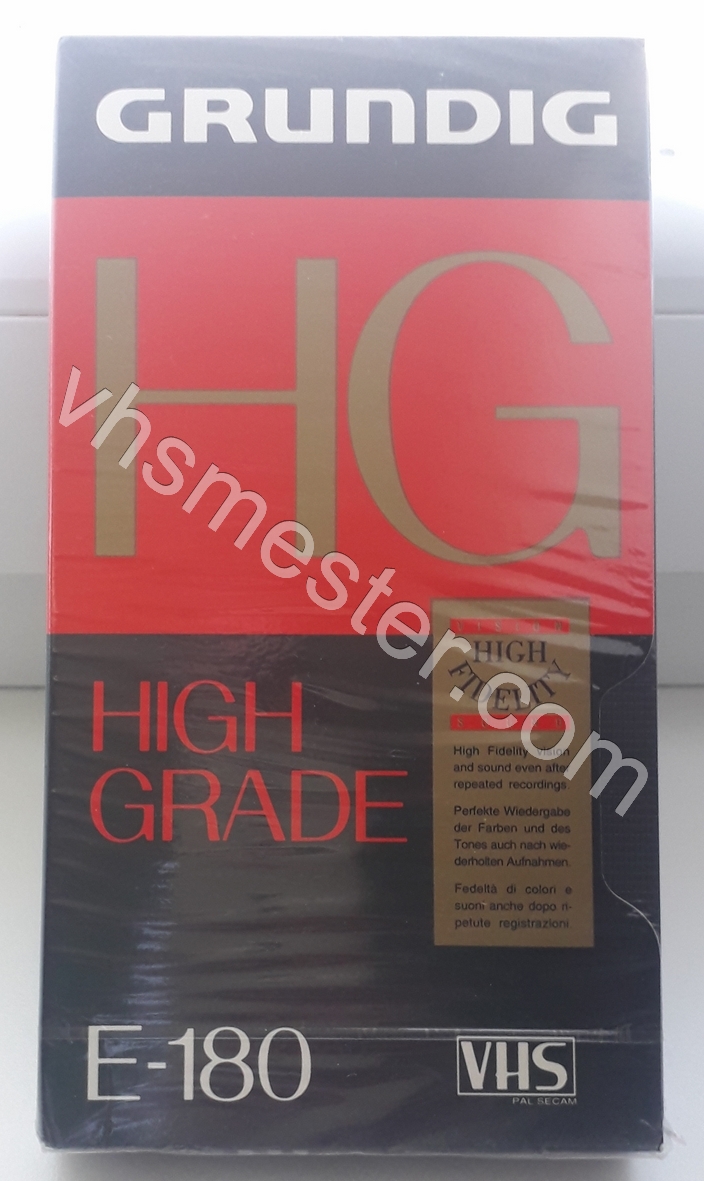 GRUNDIG
HG
vhsmester.com
HIGH
GRADE
VISION
HIGH
FIDELITY
High Fidelity vision
and sound even after
repeated recordings.
Perfekte Wiedergabe
der Farben und des
Tones auch nach wie-
derholten Aufnahmen.
Fedeltà di colori e
suoni anche dopo ri-
petute registrazioni.
E-180
VHS
PAL SECAM